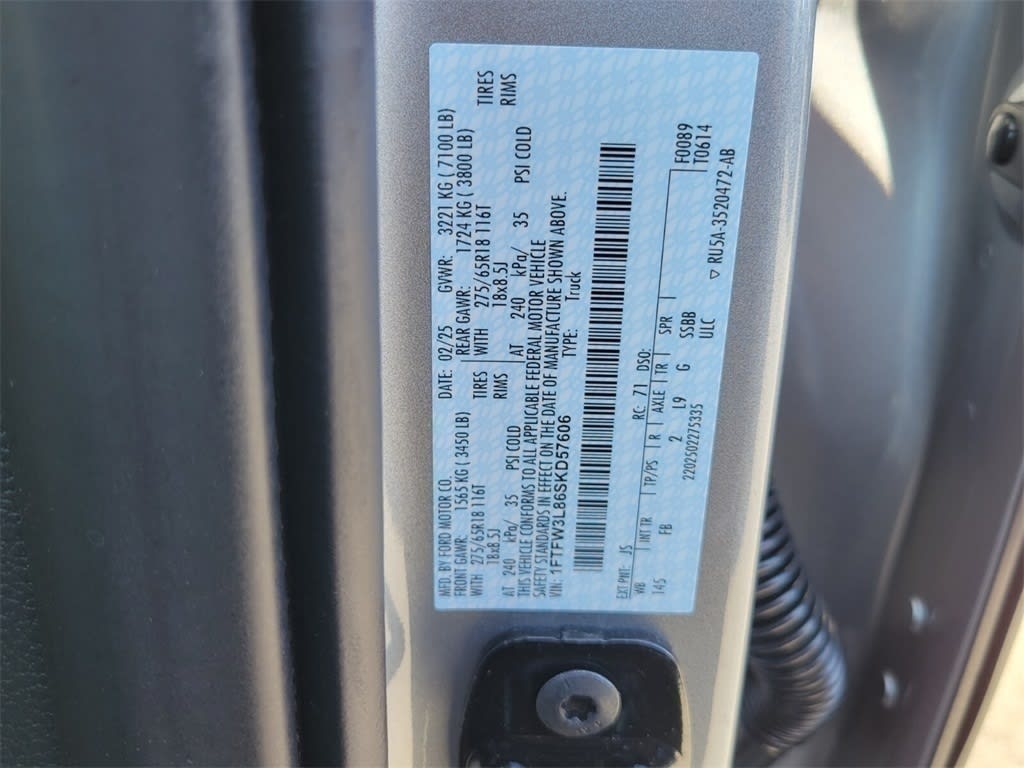 MFD. BY FORD MOTOR CO. DATE: 02/25 GVWR: 3221 KG ( 7100 LB)
FRONT GAWR: 1565 KG ( 3450 LB) REAR GAWR: 1724 KG ( 3800 LB)
WITH 275/65R18 116T TIRES WITH 275/65R18 116T TIRES
18x8.5J RIMS 18x8.5J RIMS
AT 240 kPa/ 35 PSI COLD AT 240 kPa/ 35 PSI COLD
THIS VEHICLE CONFORMS TO ALL APPLICABLE FEDERAL MOTOR VEHICLE
SAFETY STANDARDS IN EFFECT ON THE DATE OF MANUFACTURE SHOWN ABOVE.
VIN: 1FTFW3L86SKD57606 TYPE: Truck
EXT PNT: JS RC: 71 DSO: F0089
WB INT TR TP/PS R AXLE TR SPR T0614
145 FB 2 L9 G SSBB
ULC
2202502275335
▽ RU5A-3520472-AB